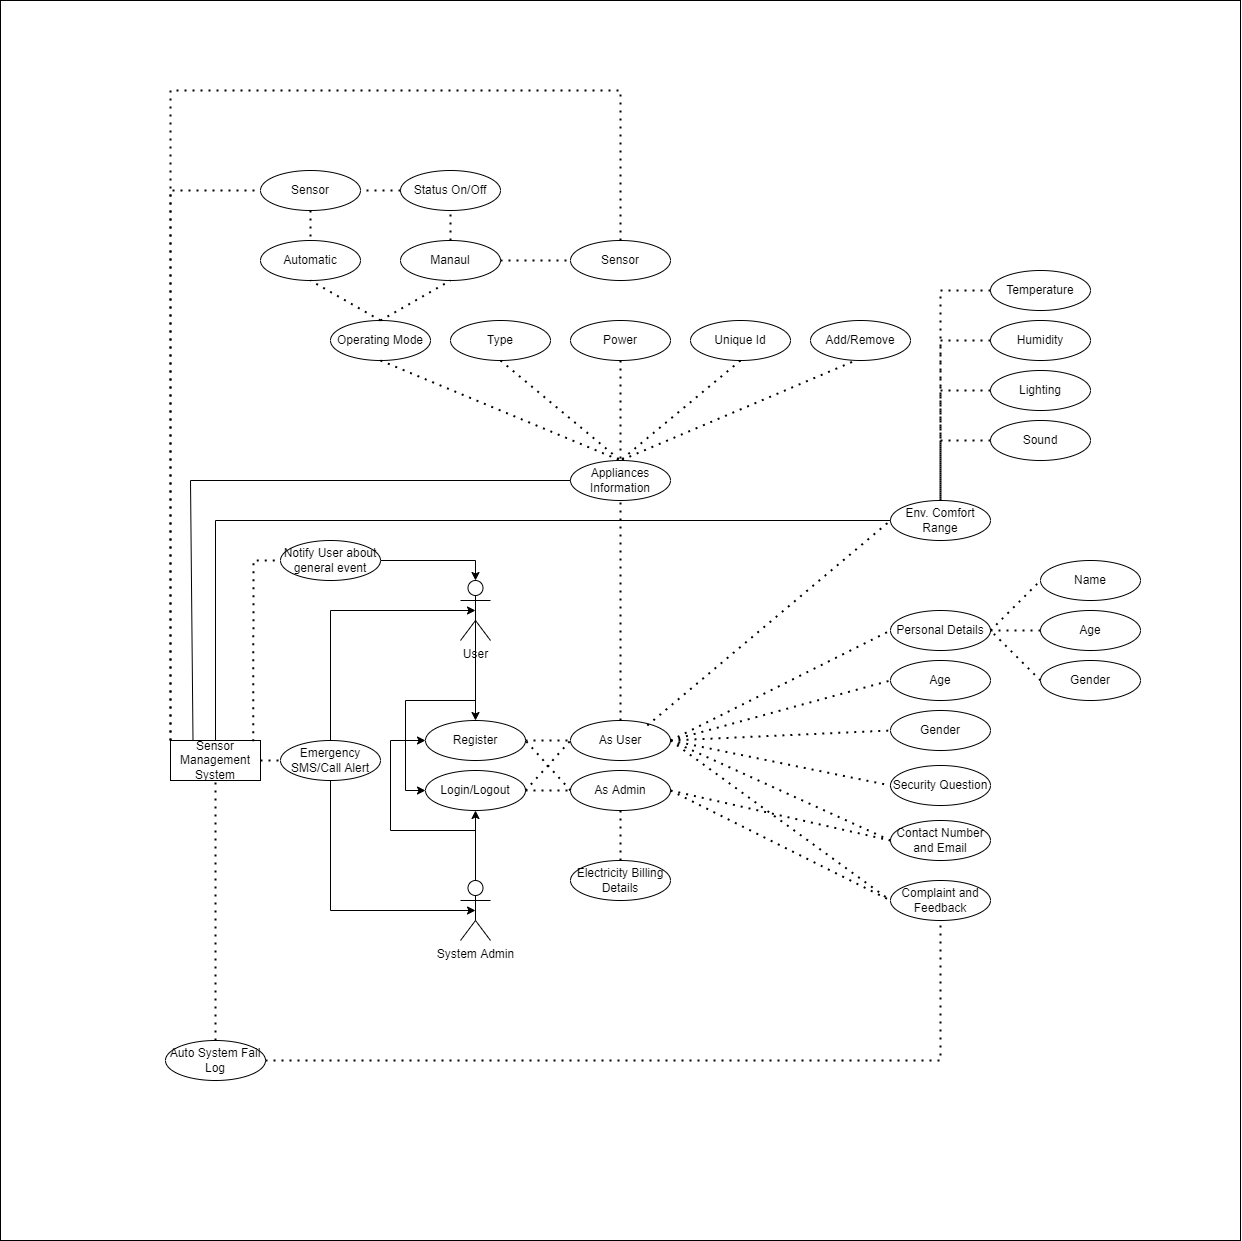 Sensor
Status On/Off
Automatic
Manaul
Sensor
Temperature
Operating Mode
Type
Power
Unique Id
Add/Remove
Humidity
Lighting
Sound
Appliances
Information
Env. Comfort
Range
Notify User about
general event
Name
Personal Details
Age
User
Age
Gender
Sensor
Management
System
Emergency
SMS/Call Alert
Register
As User
Gender
Login/Logout
As Admin
Security Question
Contact Number
and Email
Electricity Billing
Details
Complaint and
Feedback
System Admin
Auto System Fail
Log